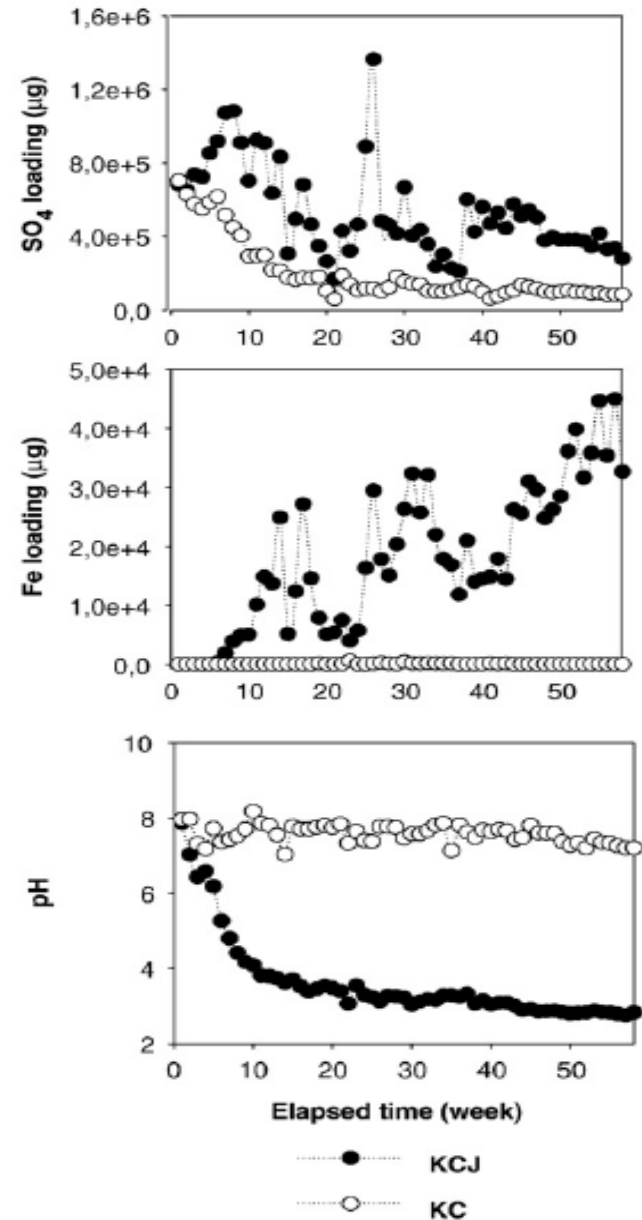 SO4 loading (µg)
1,6e+6
1,2e+6
8,0e+5
4,0e+5
0,0
0 10 20 30 40 50
Fe loading (µg)
5,0e+4
4,0e+4
3,0e+4
2,0e+4
1,0e+4
0,0
10 20 30 40 50
pH
10
8
6
4
2
0 10 20 30 40 50
Elapsed time (week)
KCJ
KC